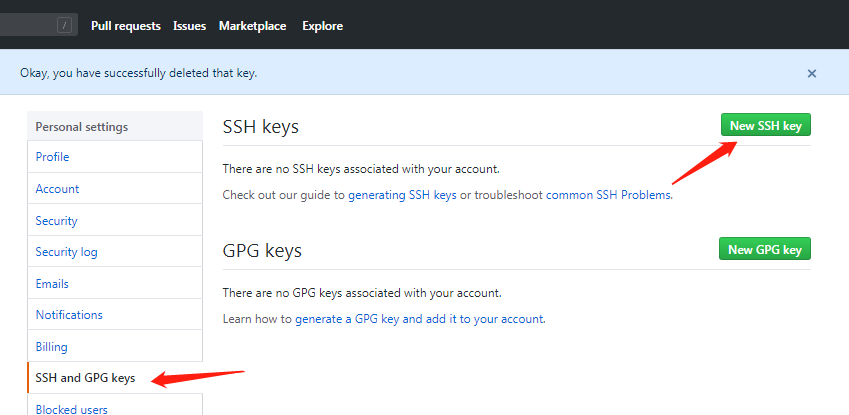 / Pull requests Issues Marketplace Explore
Okay, you have successfully deleted that key. ×
Personal settings
Profile
Account
Security
Security log
Emails
Notifications
Billing
SSH and GPG keys
Blocked users
SSH keys New SSH key
There are no SSH keys associated with your account.
Check out our guide to generating SSH keys or troubleshoot common SSH Problems.
GPG keys New GPG key
There are no GPG keys associated with your account.
Learn how to generate a GPG key and add it to your account.